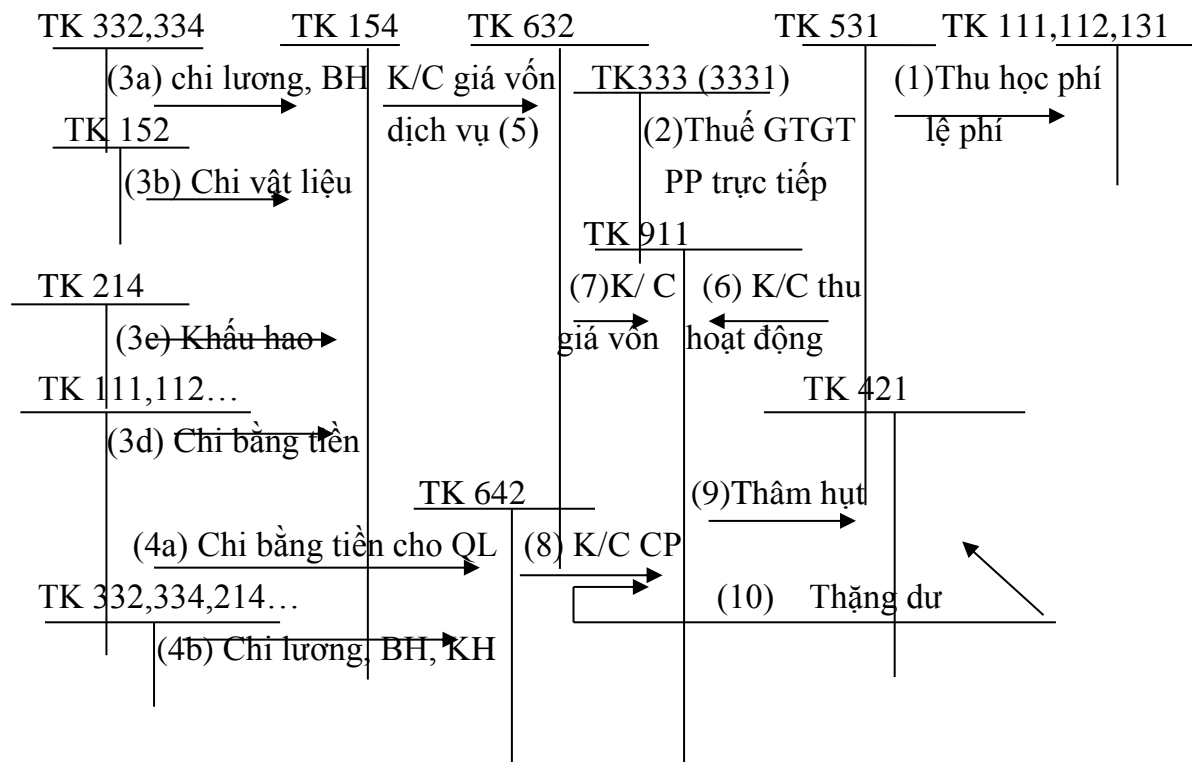 TK 332,334 TK 154 TK 632 TK 531 TK 111,112,131
(3a) chi lương, BH K/C giá vốn TK333 (3331) (1)Thu học phí
TK 152 dịch vụ (5) (2)Thuế GTGT lệ phí
(3b) Chi vật liệu PP trực tiếp
TK 911
TK 214 (7)K/ C (6) K/C thu
(3c) Khấu hao giá vốn hoạt động
TK 111,112… TK 421
(3d) Chi bằng tiền
TK 642 (9)Thâm hụt
(4a) Chi bằng tiền cho QL (8) K/C CP
TK 332,334,214… (10) Thặng dư
(4b) Chi lương, BH, KH